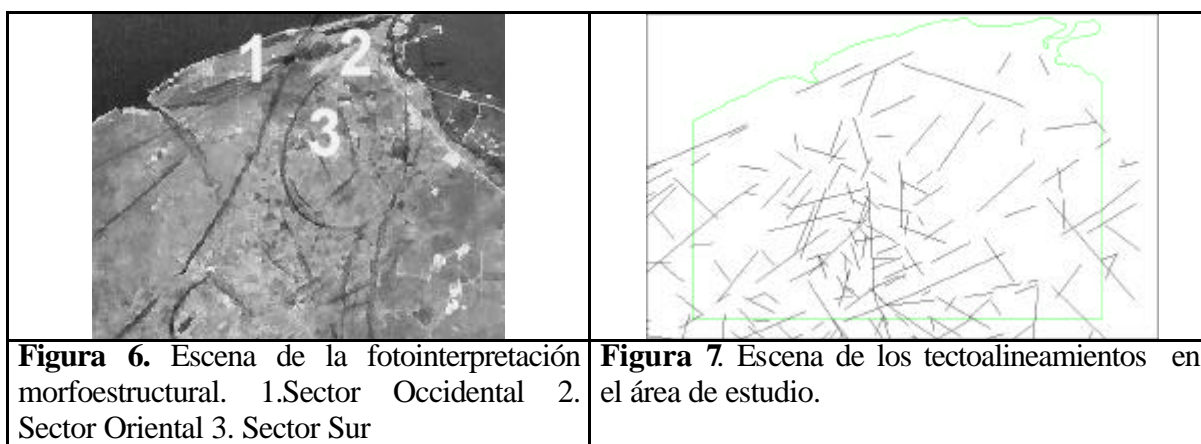 1
2
3
Figura 6. Escena de la fotointerpretación
morfoestructural. 1.Sector Occidental 2.
Sector Oriental 3. Sector Sur
Figura 7. Escena de los tectoalineamientos en
el área de estudio.